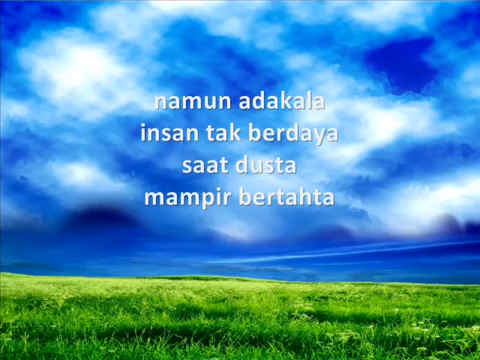 namun adakala
insan tak berdaya
saat dusta
mampir bertahta